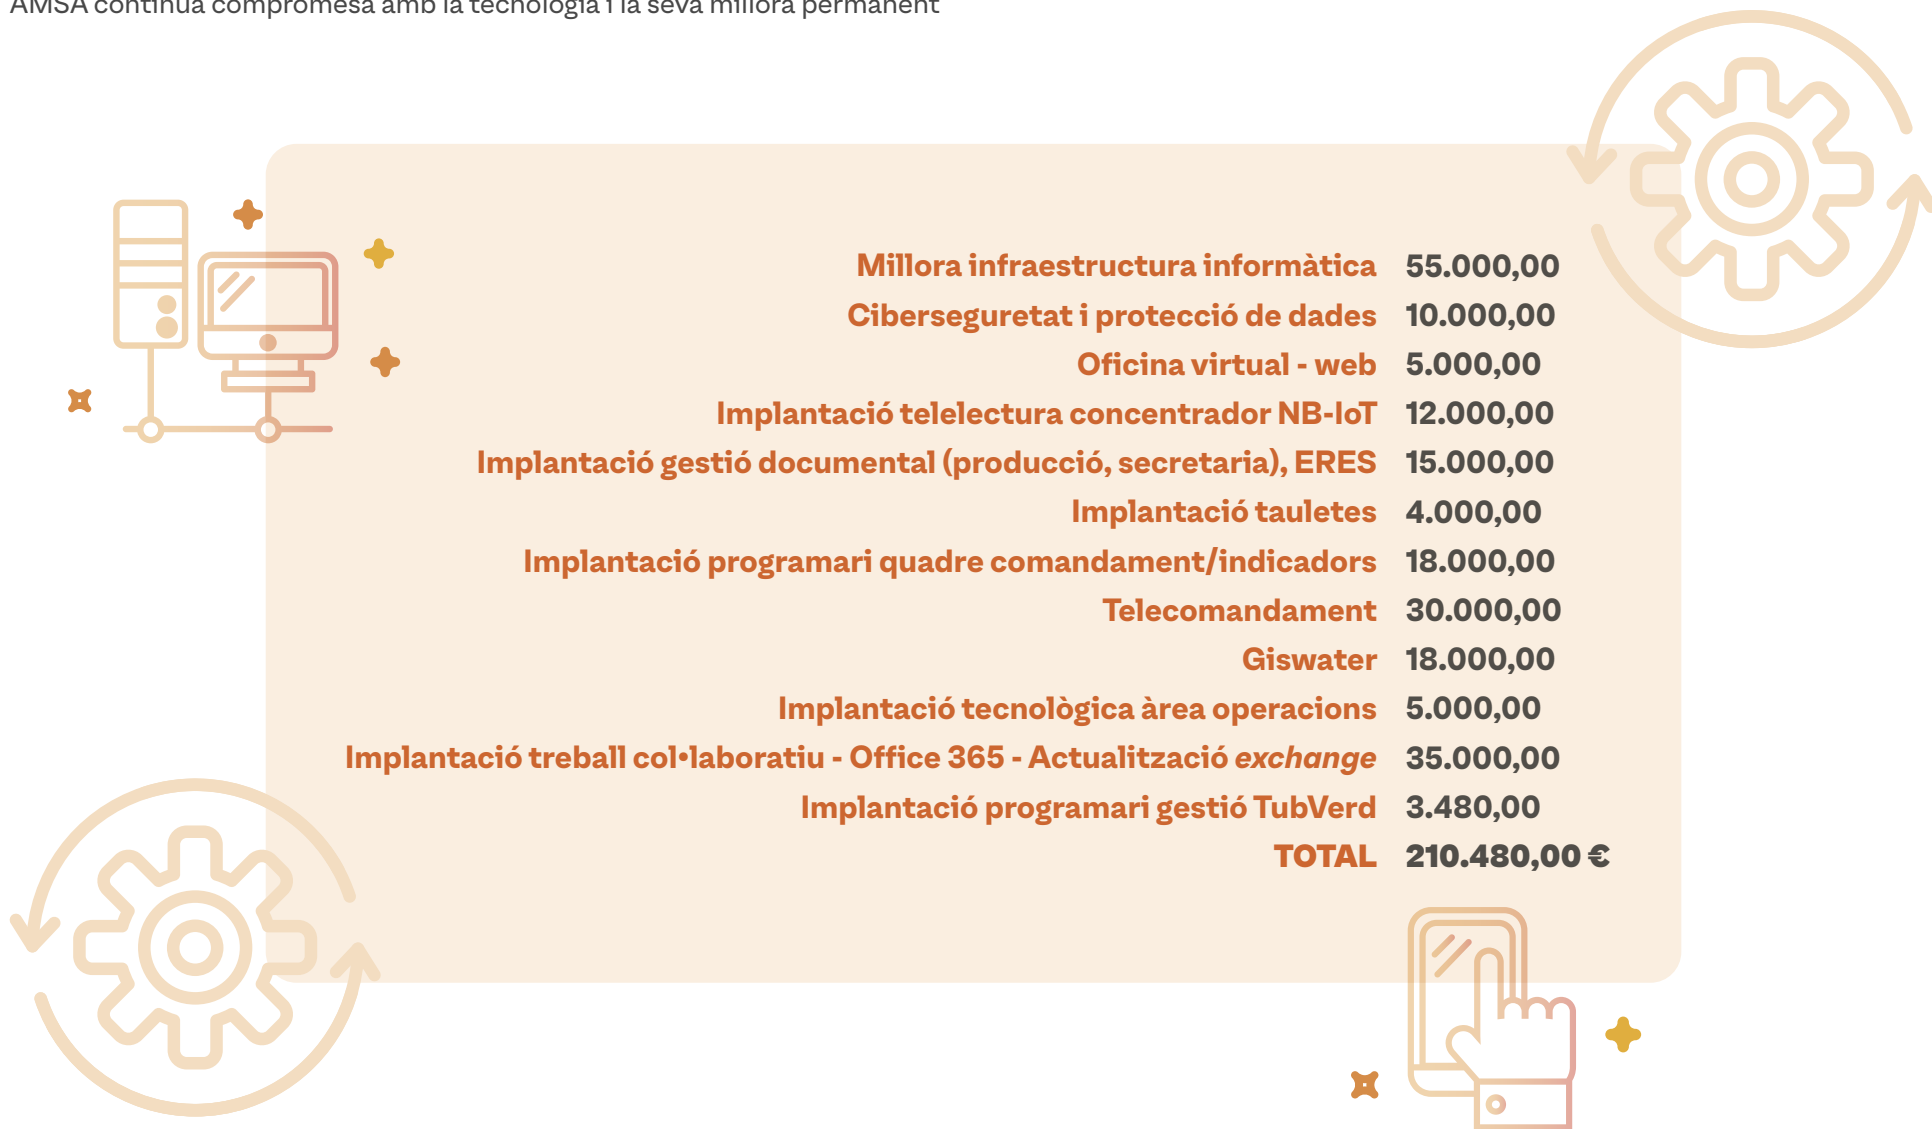 AMSA continua compromesa amb la tecnologia i la seva millora permanent
Millora infraestructura informàtica 55.000,00
Ciberseguretat i protecció de dades 10.000,00
Oficina virtual - web 5.000,00
Implantació telelectura concentrador NB-IoT 12.000,00
Implantació gestió documental (producció, secretaria), ERES 15.000,00
Implantació tauletes 4.000,00
Implantació programari quadre comandament/indicadors 18.000,00
Telecomandament 30.000,00
Giswater 18.000,00
Implantació tecnològica àrea operacions 5.000,00
Implantació treball col•laboratiu - Office 365 - Actualització exchange 35.000,00
Implantació programari gestió TubVerd 3.480,00
TOTAL 210.480,00 €